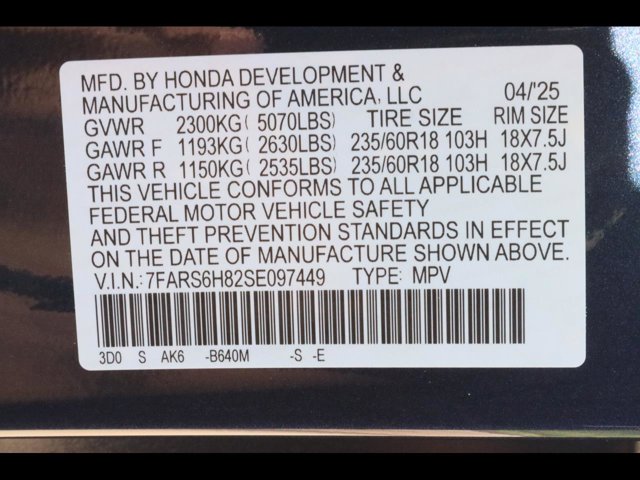 MFD. BY HONDA DEVELOPMENT &
MANUFACTURING OF AMERICA, LLC 04/'25
GVWR 2300KG( 5070LBS) TIRE SIZE RIM SIZE
GAWR F 1193KG( 2630LBS) 235/60R18 103H 18X7.5J
GAWR R 1150KG( 2535LBS) 235/60R18 103H 18X7.5J
THIS VEHICLE CONFORMS TO ALL APPLICABLE
FEDERAL MOTOR VEHICLE SAFETY
AND THEFT PREVENTION STANDARDS IN EFFECT
ON THE DATE OF MANUFACTURE SHOWN ABOVE.
V.I.N.: 7FARS6H82SE097449 TYPE: MPV
3D0 S AK6 -B640M -S -E